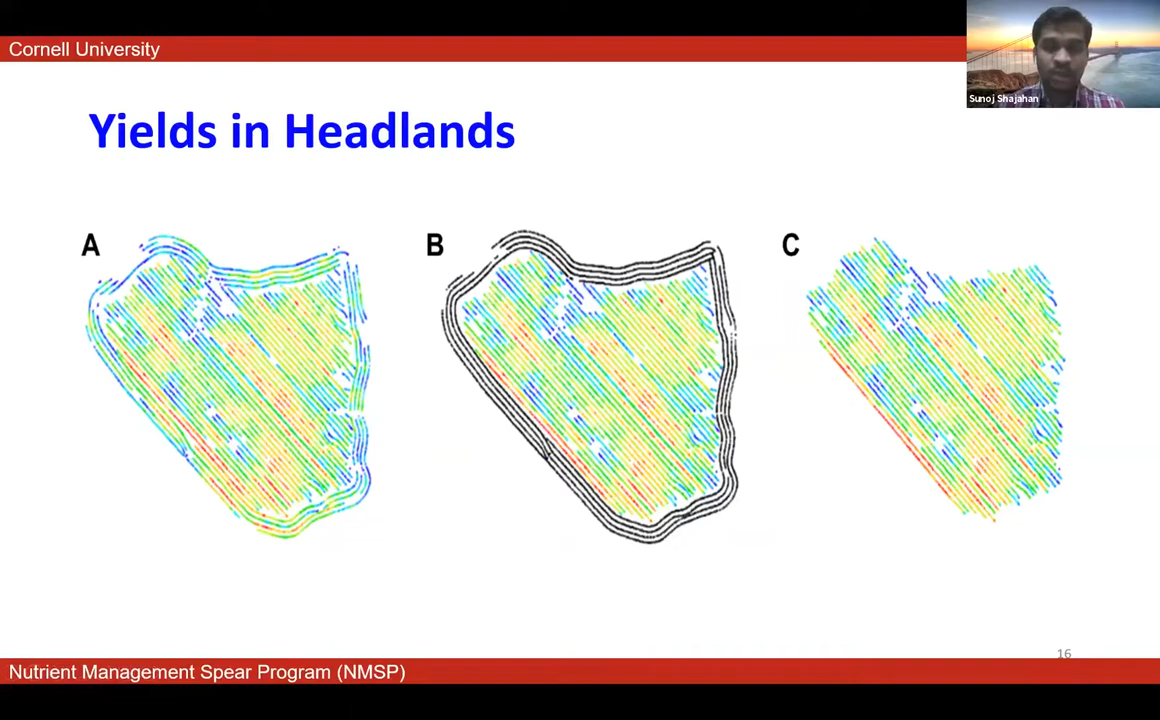 Cornell University
Sunoj Shajahan
Yields in Headlands
A
B
C
16
Nutrient Management Spear Program (NMSP)